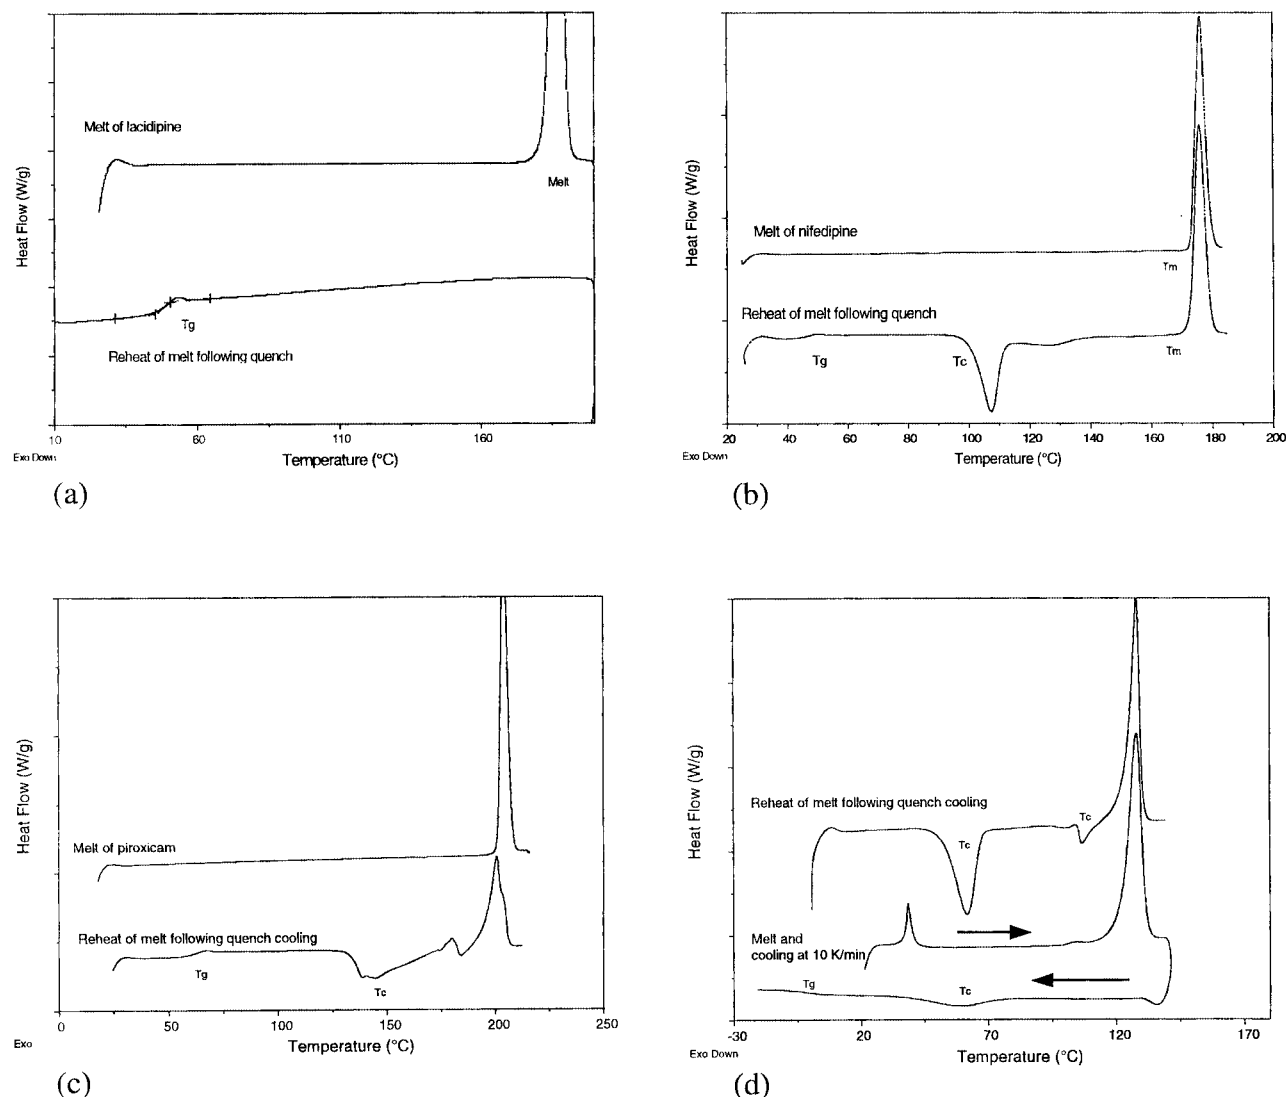 Melt of lacidipine
Melt
Heat Flow (W/g)
Tg
Reheat of melt following quench
10
60
110
160
Exo Down
Temperature (°C)
(a)
Melt of nifedipine
Tm
Heat Flow (W/g)
Reheat of melt following quench
Tg
Tc
Tm
20
40
60
80
100
120
140
160
180
200
Exo Down
Temperature (°C)
(b)
Heat Flow (W/g)
Melt of piroxicam
Reheat of melt following quench cooling
Tg
Tc
0
50
100
150
200
250
Exo
Temperature (°C)
(c)
Heat Flow (W/g)
Reheat of melt following quench cooling
Tc
Tc
Melt and
cooling at 10 K/min
Tg
Tc
-30
20
70
120
170
Exo Down
Temperature (°C)
(d)